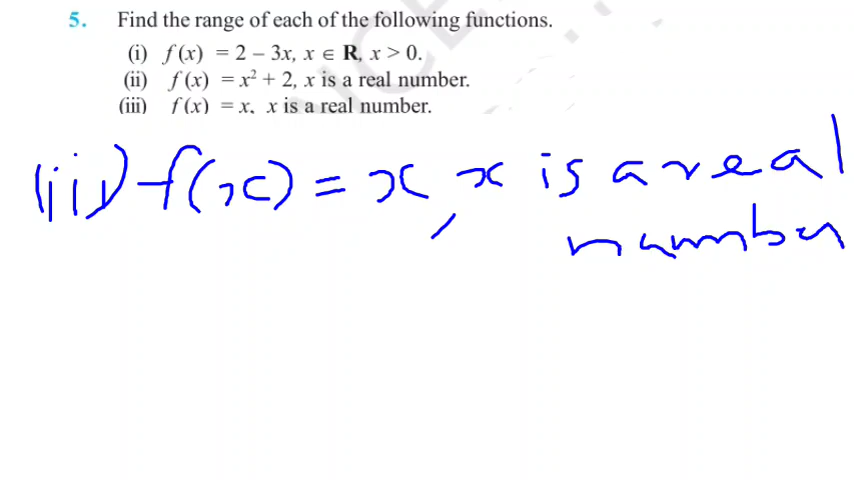 5. Find the range of each of the following functions.
(i) f (x) = 2 – 3x, x ∈ R, x > 0.
(ii) f (x) = x² + 2, x is a real number.
(iii) f (x) = x, x is a real number.
(iii) f(x) = x, x is a real
number